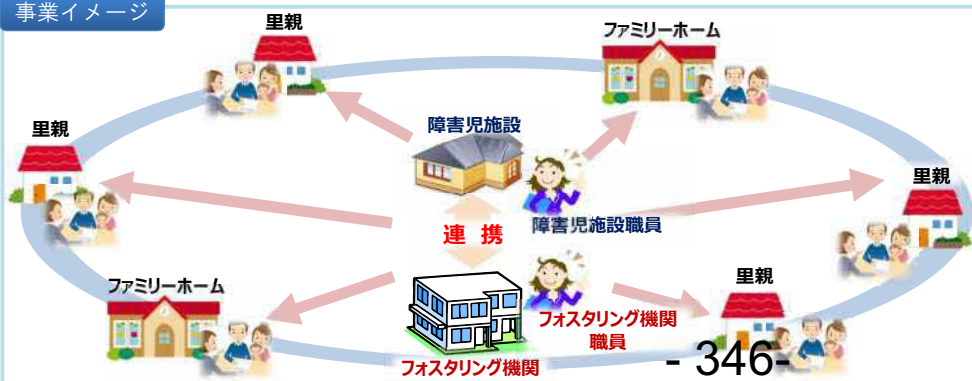 事業イメージ
里親
ファミリーホーム
里親
障害児施設
里親
連 携
障害児施設職員
ファミリーホーム
里親
フォスタリング機関
職員
フォスタリング機関
- 346-